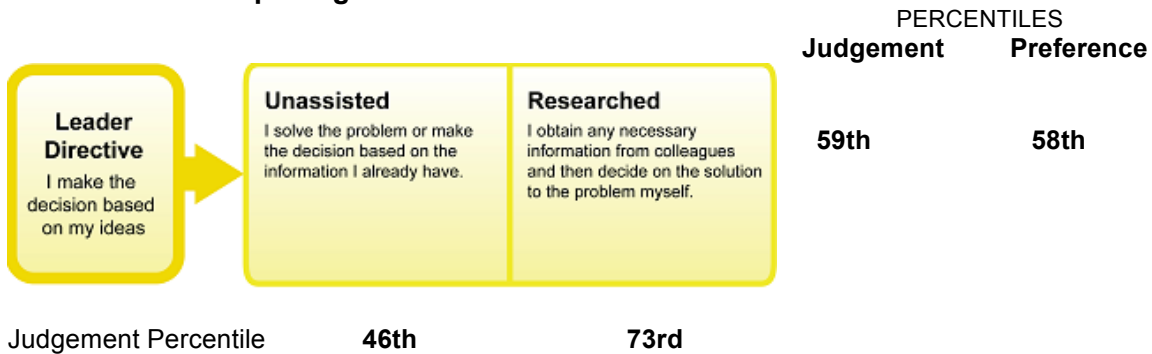 PERCENTILES
Judgement Preference
Leader
Directive
I make the
decision based
on my ideas
Unassisted
I solve the problem or make
the decision based on the
information I already have.
Researched
I obtain any necessary
information from colleagues
and then decide on the solution
to the problem myself.
59th 58th
Judgement Percentile 46th 73rd